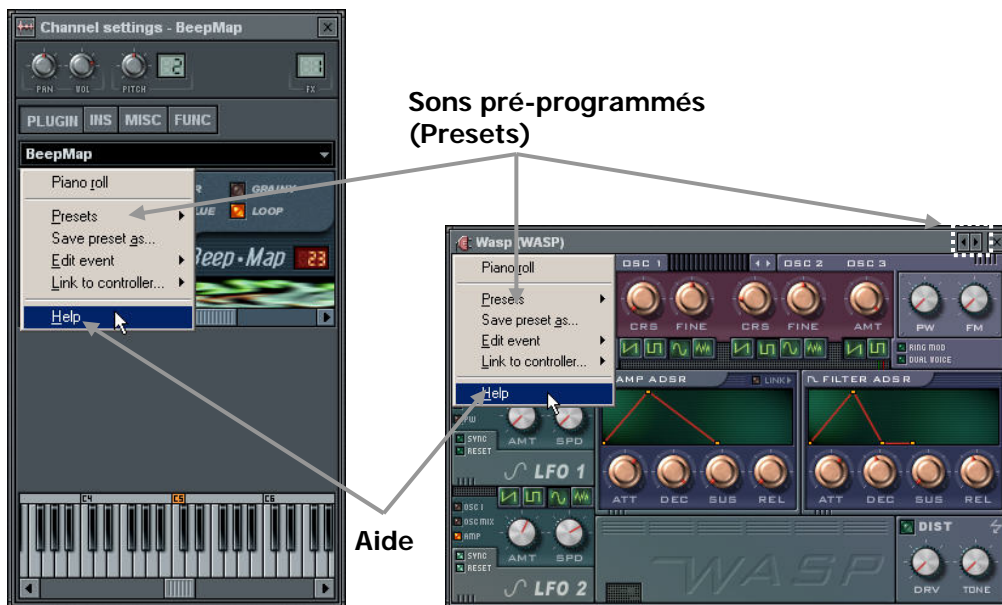 Channel settings - BeepMap
PAN VOL PITCH 2 1 FX
PLUGIN INS MISC FUNC
BeepMap
Piano roll
Presets
Save preset as...
Edit event
Link to controller...
Help
GRAINY
LOOP
Beep•Map 23
C4 C5 C6
Sons pré-programmés
(Presets)
Aide
Wasp (WASP)
Piano roll
Presets
Save preset as...
Edit event
Link to controller...
Help
OSC 1 OSC 2 OSC 3
CRS FINE CRS FINE AMT
PW FM
RING MOD
DUAL VOICE
AMP ADSR LINK
FILTER ADSR
ATT DEC SUS REL
ATT DEC SUS REL
PW
SYNC
RESET
AMT SPD
LFO 1
OSC 1
OSC MIX
AMP
SYNC
RESET
AMT SPD
LFO 2
WASP
DIST
DRV TONE